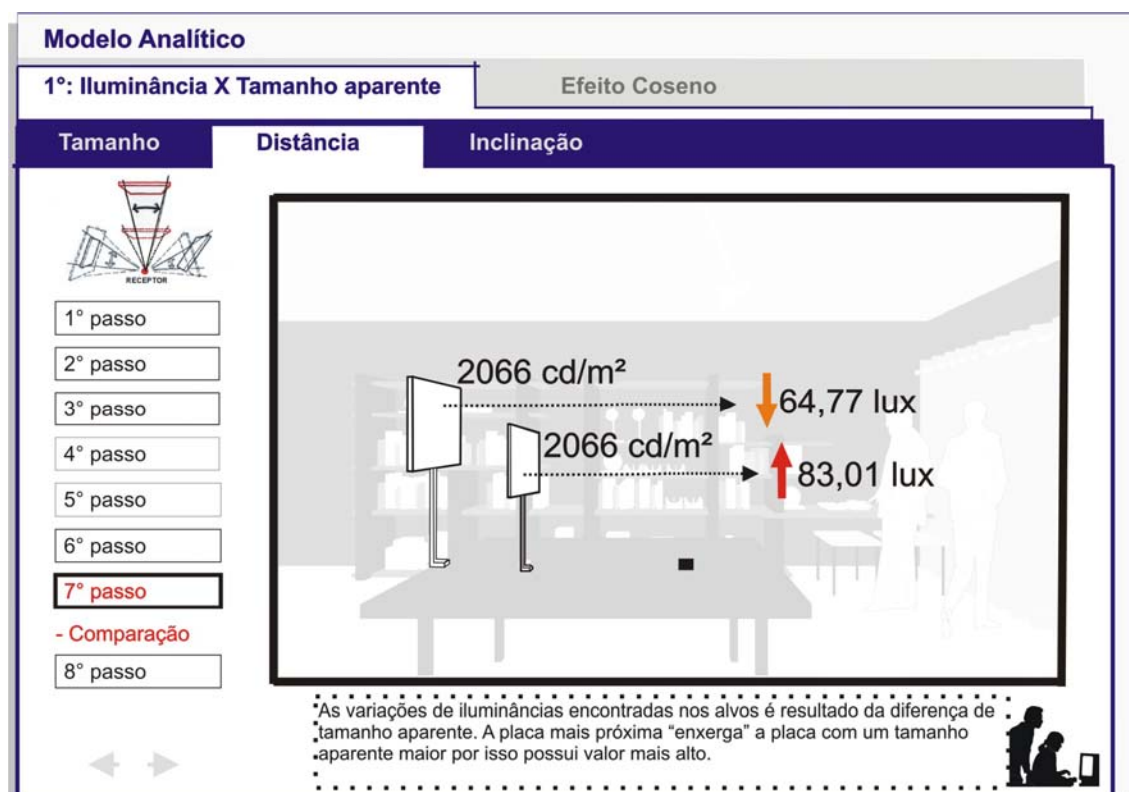 Modelo Analítico
1°: Iluminância X Tamanho aparente
Efeito Coseno
Tamanho
Distância
Inclinação
RECEPTOR
1° passo
2° passo
3° passo
4° passo
5° passo
6° passo
7° passo
- Comparação
8° passo
2066 cd/m²
64,77 lux
2066 cd/m²
83,01 lux
As variações de iluminâncias encontradas nos alvos é resultado da diferença de
tamanho aparente. A placa mais próxima “enxerga” a placa com um tamanho
aparente maior por isso possui valor mais alto.